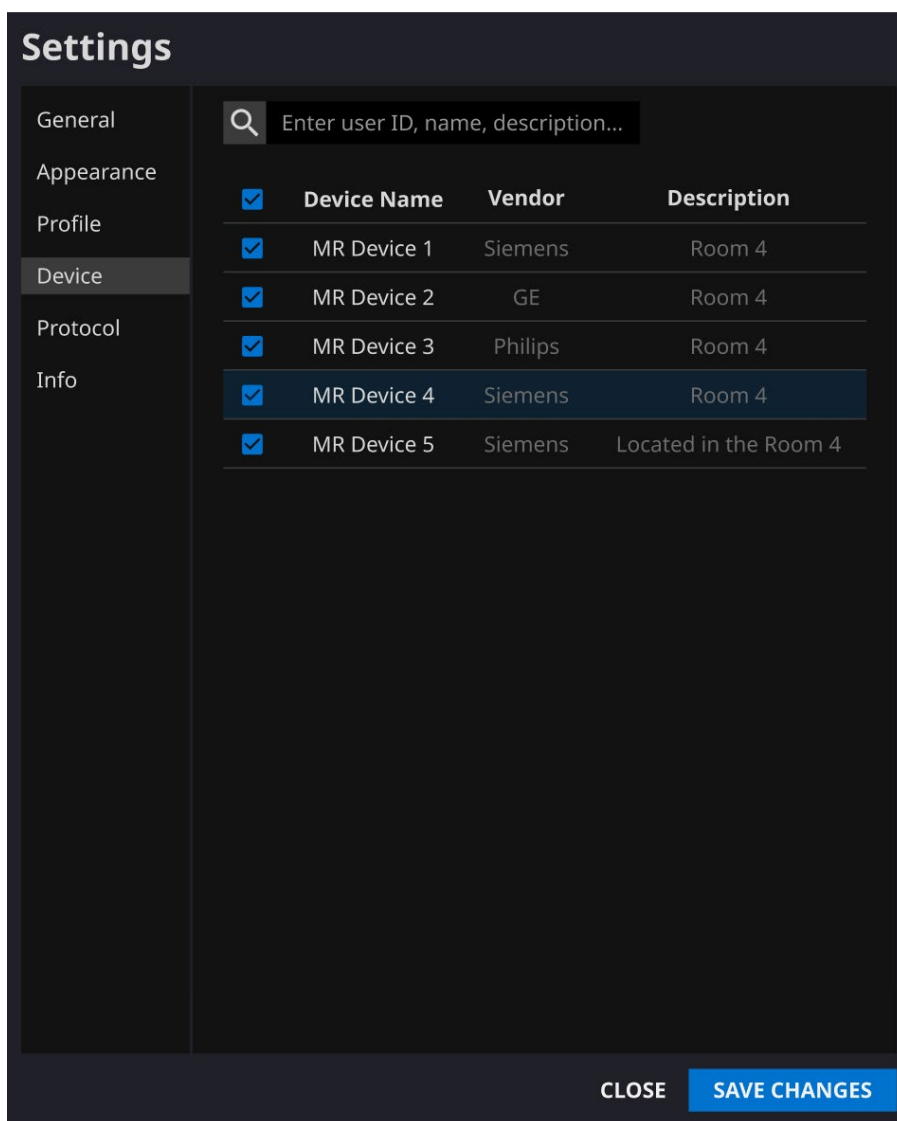 Settings
General
Appearance
Profile
Device
Protocol
Info
Enter user ID, name, description...
Device Name Vendor Description
MR Device 1 Siemens Room 4
MR Device 2 GE Room 4
MR Device 3 Philips Room 4
MR Device 4 Siemens Room 4
MR Device 5 Siemens Located in the Room 4
CLOSE SAVE CHANGES